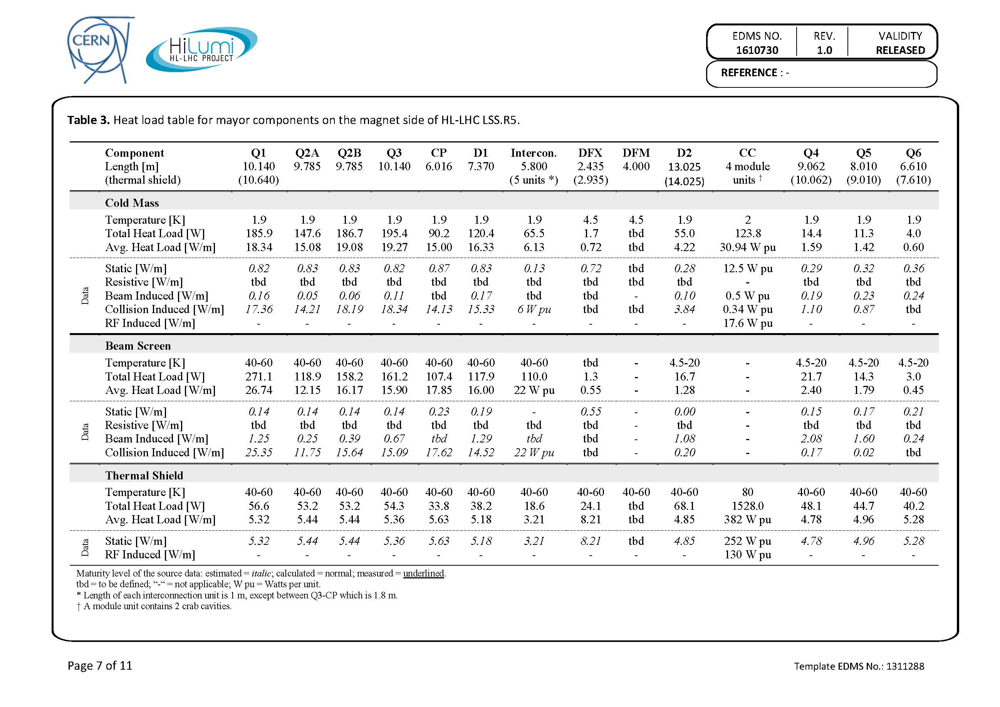 CERN
HiLumi
HL-LHC PROJECT
EDMS NO. REV. VALIDITY
1610730 1.0 RELEASED
REFERENCE : -
Table 3. Heat load table for mayor components on the magnet side of HL-LHC LSS.R5.
Component Q1 Q2A Q2B Q3 CP D1 Intercon. DFX DFM D2 CC Q4 Q5 Q6
Length [m] 10.140 9.785 9.785 10.140 6.016 7.370 5.800 2.435 4.000 13.025 4 module 9.062 8.010 6.610
(thermal shield) (10.640) (5 units *) (2.935) (14.025) units † (10.062) (9.010) (7.610)
Cold Mass
Temperature [K] 1.9 1.9 1.9 1.9 1.9 1.9 1.9 4.5 4.5 1.9 2 1.9 1.9 1.9
Total Heat Load [W] 185.9 147.6 186.7 195.4 90.2 120.4 65.5 1.7 tbd 55.0 123.8 14.4 11.3 4.0
Avg. Heat Load [W/m] 18.34 15.08 19.08 19.27 15.00 16.33 6.13 0.72 tbd 4.22 30.94 W pu 1.59 1.42 0.60
Data
Static [W/m] 0.82 0.83 0.83 0.82 0.87 0.83 0.13 0.72 tbd 0.28 12.5 W pu 0.29 0.32 0.36
Resistive [W/m] tbd tbd tbd tbd tbd tbd tbd tbd tbd tbd - tbd tbd tbd
Beam Induced [W/m] 0.16 0.05 0.06 0.11 tbd 0.17 tbd tbd - 0.10 0.5 W pu 0.19 0.23 0.24
Collision Induced [W/m] 17.36 14.21 18.19 18.34 14.13 15.33 6 W pu tbd tbd 3.84 0.34 W pu 1.10 0.87 tbd
RF Induced [W/m] - - - - - - - - - - 17.6 W pu - - -
Beam Screen
Temperature [K] 40-60 40-60 40-60 40-60 40-60 40-60 40-60 tbd - 4.5-20 - 4.5-20 4.5-20 4.5-20
Total Heat Load [W] 271.1 118.9 158.2 161.2 107.4 117.9 110.0 1.3 - 16.7 - 21.7 14.3 3.0
Avg. Heat Load [W/m] 26.74 12.15 16.17 15.90 17.85 16.00 22 W pu 0.55 - 1.28 - 2.40 1.79 0.45
Data
Static [W/m] 0.14 0.14 0.14 0.14 0.23 0.19 - 0.55 - 0.00 - 0.15 0.17 0.21
Resistive [W/m] tbd tbd tbd tbd tbd tbd tbd tbd - tbd - tbd tbd tbd
Beam Induced [W/m] 1.25 0.25 0.39 0.67 tbd 1.29 tbd tbd - 1.08 - 2.08 1.60 0.24
Collision Induced [W/m] 25.35 11.75 15.64 15.09 17.62 14.52 22 W pu tbd - 0.20 - 0.17 0.02 tbd
Thermal Shield
Temperature [K] 40-60 40-60 40-60 40-60 40-60 40-60 40-60 40-60 40-60 40-60 80 40-60 40-60 40-60
Total Heat Load [W] 56.6 53.2 53.2 54.3 33.8 38.2 18.6 24.1 tbd 68.1 1528.0 48.1 44.7 40.2
Avg. Heat Load [W/m] 5.32 5.44 5.44 5.36 5.63 5.18 3.21 8.21 tbd 4.85 382 W pu 4.78 4.96 5.28
Data
Static [W/m] 5.32 5.44 5.44 5.36 5.63 5.18 3.21 8.21 tbd 4.85 252 W pu 4.78 4.96 5.28
RF Induced [W/m] - - - - - - - - - - 130 W pu - - -
Maturity level of the source data: estimated = italic; calculated = normal; measured = underlined.
tbd = to be defined; “-“ = not applicable; W pu = Watts per unit.
* Length of each interconnection unit is 1 m, except between Q3-CP which is 1.8 m.
† A module unit contains 2 crab cavities.
Page 7 of 11
Template EDMS No.: 1311288